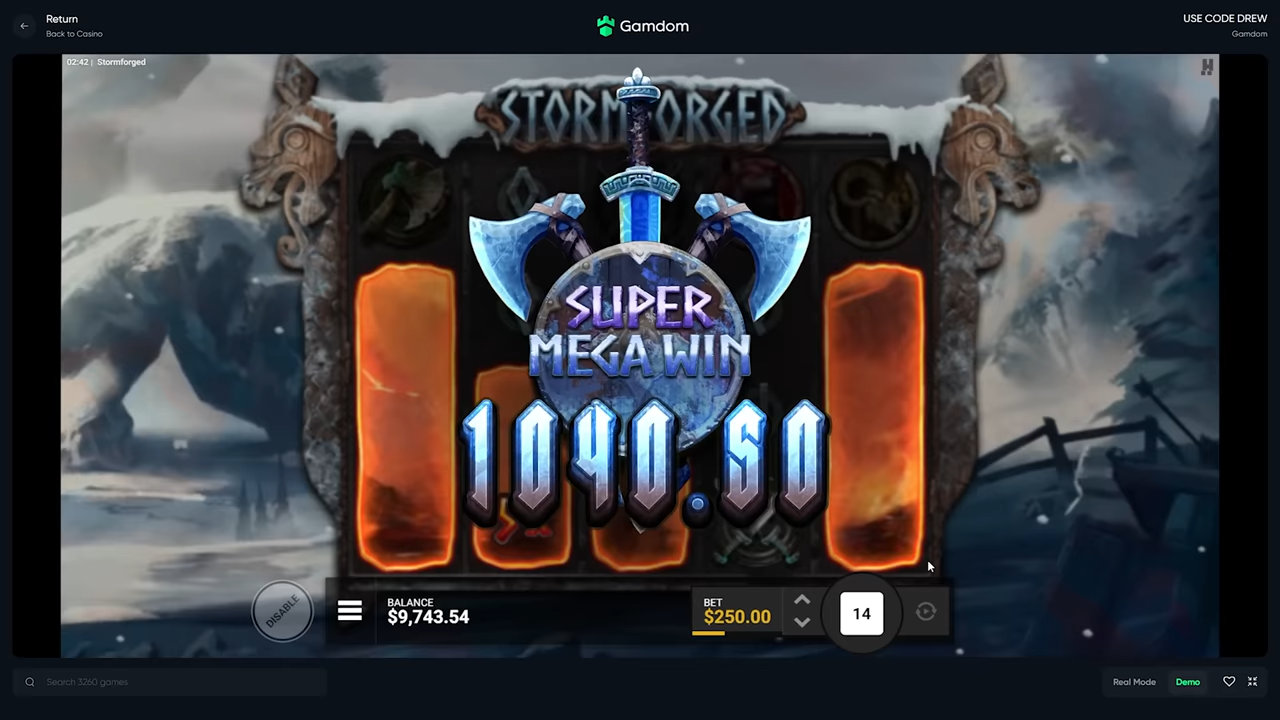 Return
Back to Casino
Gamdom
USE CODE DREW
Gamdom
02:42 | Stormforged
STORMFORGED
SUPER
MEGA WIN
1040.50
DISABLE
BALANCE
$9,743.54
BET
$250.00
14
Search 3260 games
Real Mode
Demo